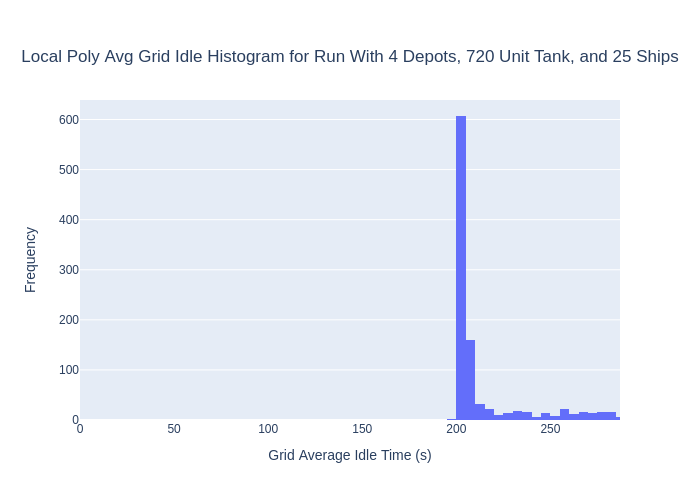 Local Poly Avg Grid Idle Histogram for Run With 4 Depots, 720 Unit Tank, and 25 Ships
Frequency
600
500
400
300
200
100
0
0 50 100 150 200 250
Grid Average Idle Time (s)